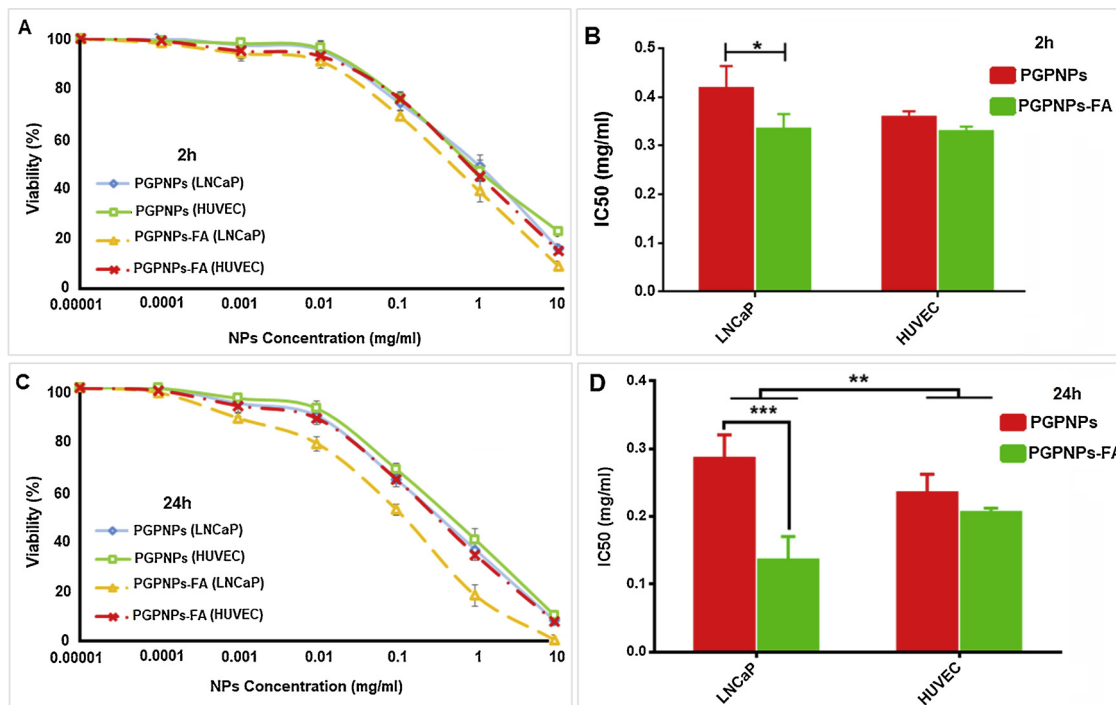 A
100
80
60
40
20
0
Viability (%)
2h
PGPNPs (LNCaP)
PGPNPs (HUVEC)
PGPNPs-FA (LNCaP)
PGPNPs-FA (HUVEC)
0.00001 0.0001 0.001 0.01 0.1 1 10
NPs Concentration (mg/ml)
B
2h
PGPNPs
PGPNPs-FA
*
0.5
0.4
0.3
0.2
0.1
0.0
IC50 (mg/ml)
LNCaP
HUVEC
C
100
80
60
40
20
0
Viability (%)
24h
PGPNPs (LNCaP)
PGPNPs (HUVEC)
PGPNPs-FA (LNCaP)
PGPNPs-FA (HUVEC)
0.00001 0.0001 0.001 0.01 0.1 1 10
NPs Concentration (mg/ml)
D
24h
PGPNPs
PGPNPs-FA
**
***
0.4
0.3
0.2
0.1
0.0
IC50 (mg/ml)
LNCaP
HUVEC